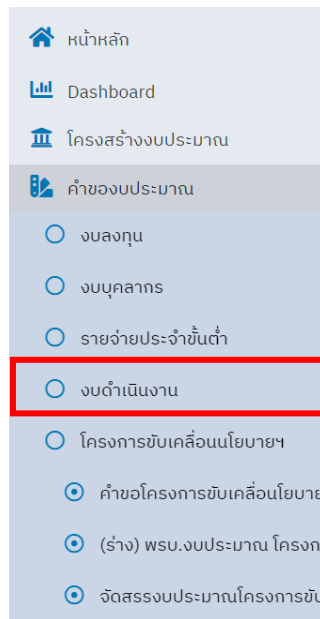 หน้าหลัก
Dashboard
โครงสร้างงบประมาณ
คำของบประมาณ
งบลงทุน
งบบุคลากร
รายจ่ายประจำขั้นต่ำ
งบดำเนินงาน
โครงการขับเคลื่อนนโยบายฯ
คำขอโครงการขับเคลื่อนโยบาย
(ร่าง) พรบ.งบประมาณ โครงก
จัดสรรงบประมาณโครงการขับ